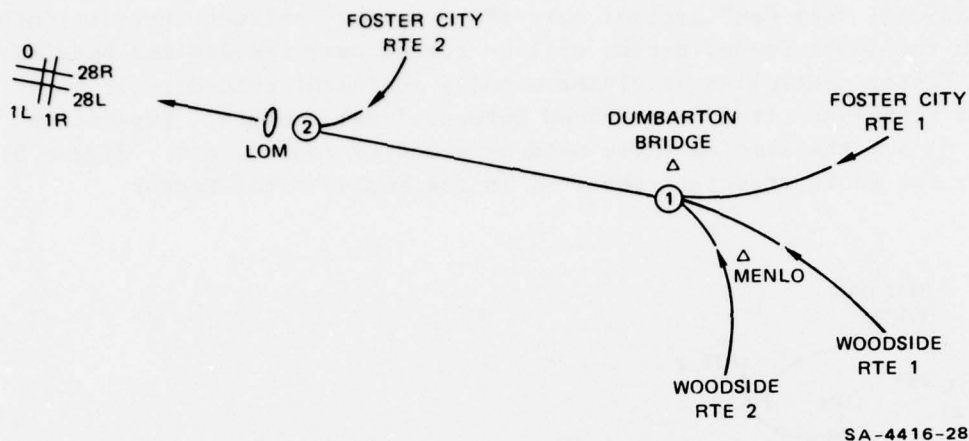 FOSTER CITY
RTE 2
0
28R
28L
1L 1R
LOM
2
DUMBARTON
BRIDGE
FOSTER CITY
RTE 1
1
MENLO
WOODSIDE
RTE 1
WOODSIDE
RTE 2
SA-4416-28